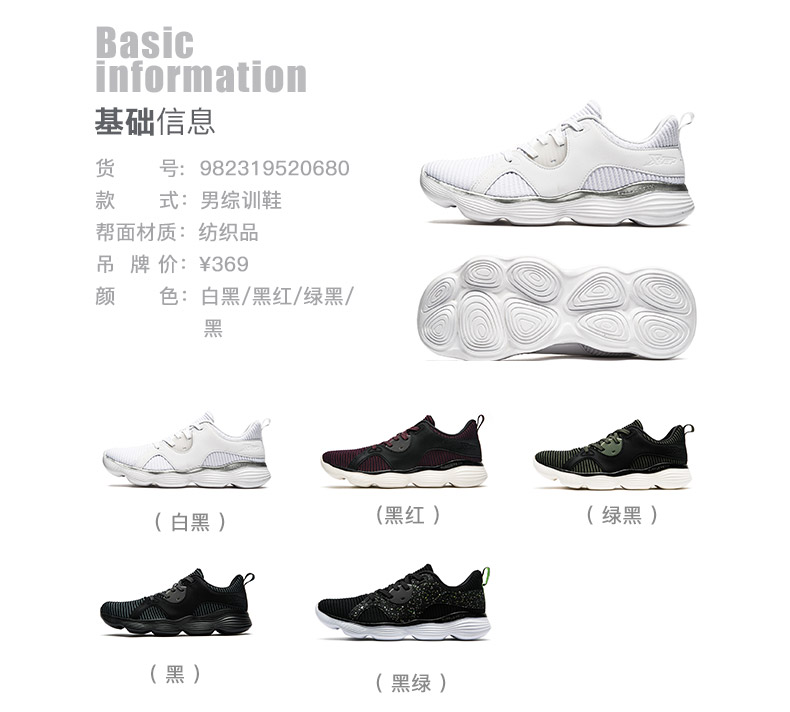 Basic
information
基础信息
货 号: 982319520680
款 式: 男综训鞋
帮面材质: 纺织品
吊 牌 价: ¥369
颜 色: 白黑/黑红/绿黑/
黑
( 白黑 )
(黑红 )
( 绿黑 )
( 黑 )
( 黑绿 )